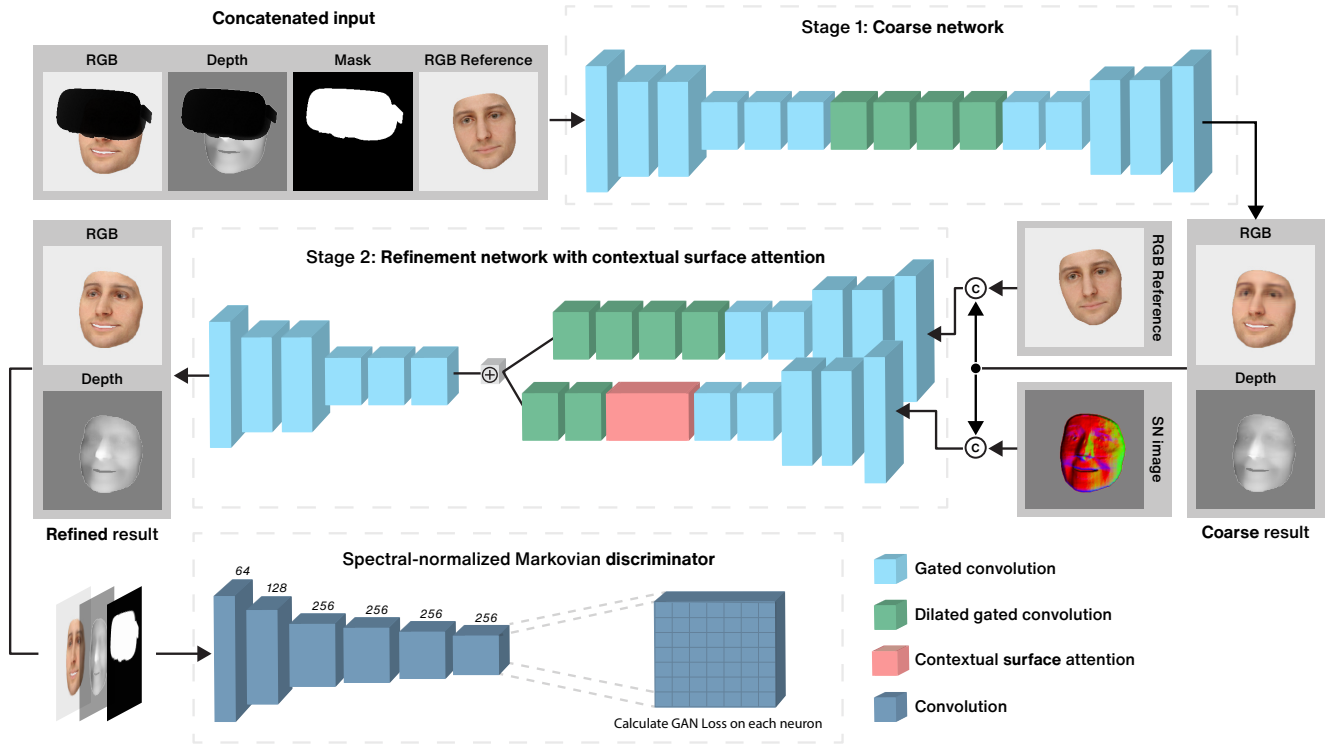 Concatenated input
RGB
Depth
Mask
RGB Reference
Stage 1: Coarse network
RGB
Depth
Refined result
Stage 2: Refinement network with contextual surface attention
C
C
RGB Reference
SN image
RGB
Depth
Coarse result
Spectral-normalized Markovian discriminator
64
128
256
256
256
256
Calculate GAN Loss on each neuron
Gated convolution
Dilated gated convolution
Contextual surface attention
Convolution